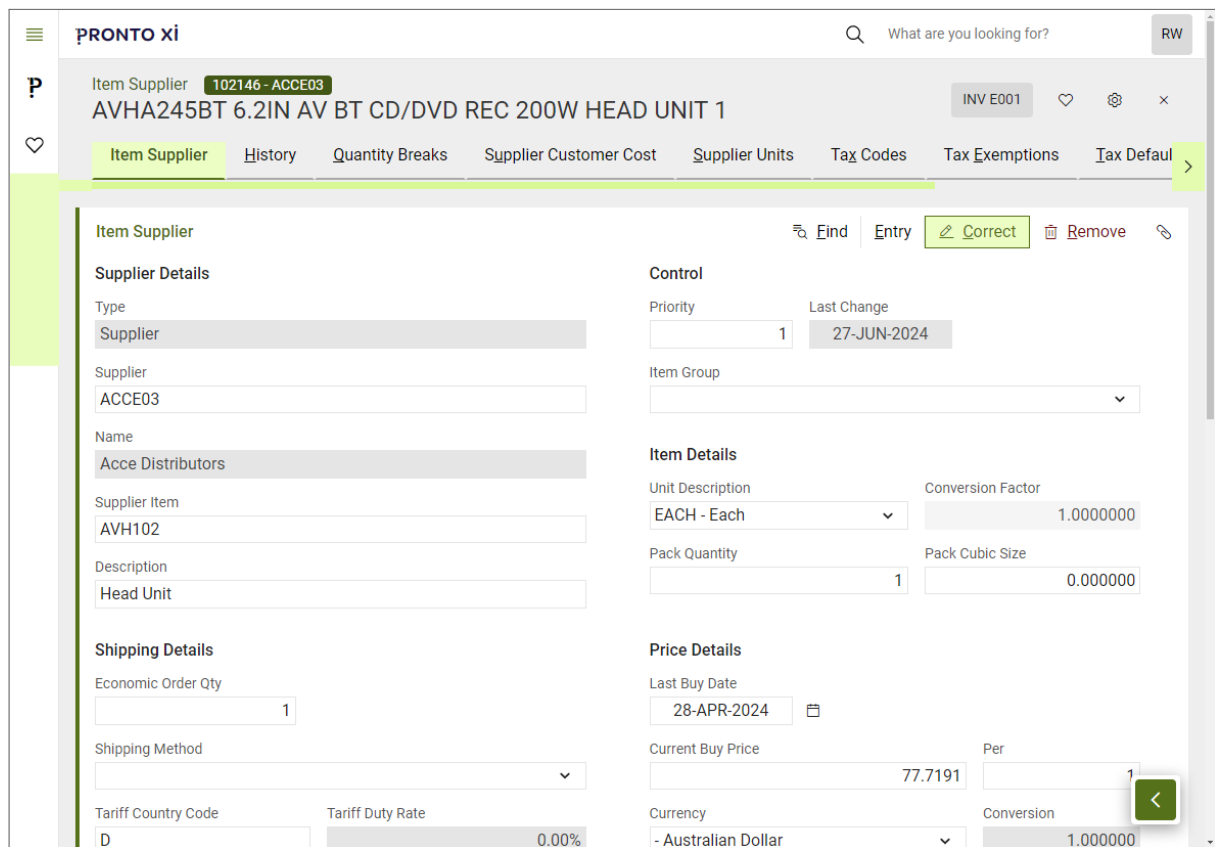 PRONTO Xi
What are you looking for?
RW
Item Supplier 102146 - ACCE03
AVHA245BT 6.2IN AV BT CD/DVD REC 200W HEAD UNIT 1
INV E001
Item Supplier History Quantity Breaks Supplier Customer Cost Supplier Units Tax Codes Tax Exemptions Tax Defaul
Item Supplier
Find Entry Correct Remove
Supplier Details
Type
Supplier
Supplier
ACCE03
Name
Acce Distributors
Supplier Item
AVH102
Description
Head Unit
Control
Priority Last Change
1 27-JUN-2024
Item Group
Item Details
Unit Description Conversion Factor
EACH - Each 1.0000000
Pack Quantity Pack Cubic Size
1 0.000000
Shipping Details
Economic Order Qty
1
Shipping Method
Tariff Country Code Tariff Duty Rate
D 0.00%
Price Details
Last Buy Date
28-APR-2024
Current Buy Price Per
77.7191 1
Currency Conversion
- Australian Dollar 1.000000